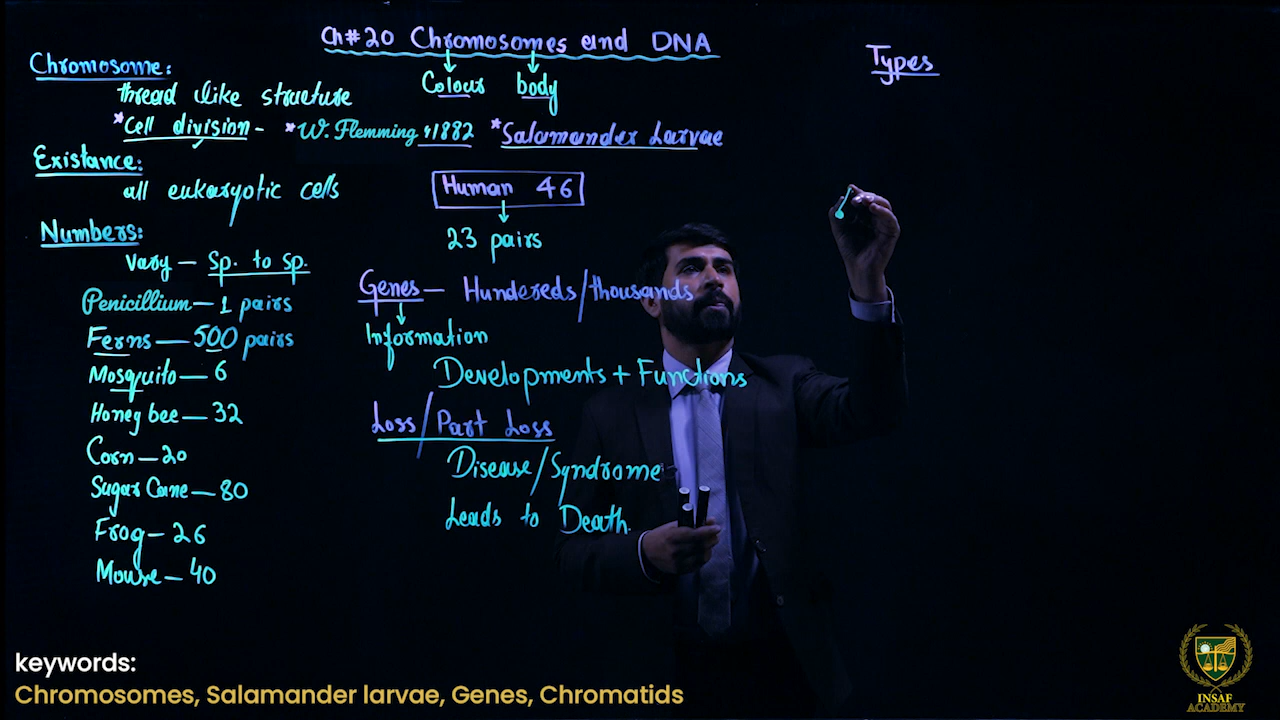 Ch# 20 Chromosomes and DNA
Colour body
Chromosome:
thread like structure
*Cell division - *W. Flemming 1882 *Salamander Larvae
Existance:
all eukaryotic cells
Numbers:
Vary - Sp. to Sp.
Penicillium - 1 pairs
Ferns - 500 pairs
Mosquito - 6
Honey bee - 32
Corn - 20
Sugar Cane - 80
Frog - 26
Mouse - 40
Human 46
23 pairs
Genes - Hundereds/thousands
Information
Developments + Functions
Loss/Part Loss
Disease/Syndrome
Leads to Death.
Types
keywords:
Chromosomes, Salamander larvae, Genes, Chromatids
INSAF
ACADEMY